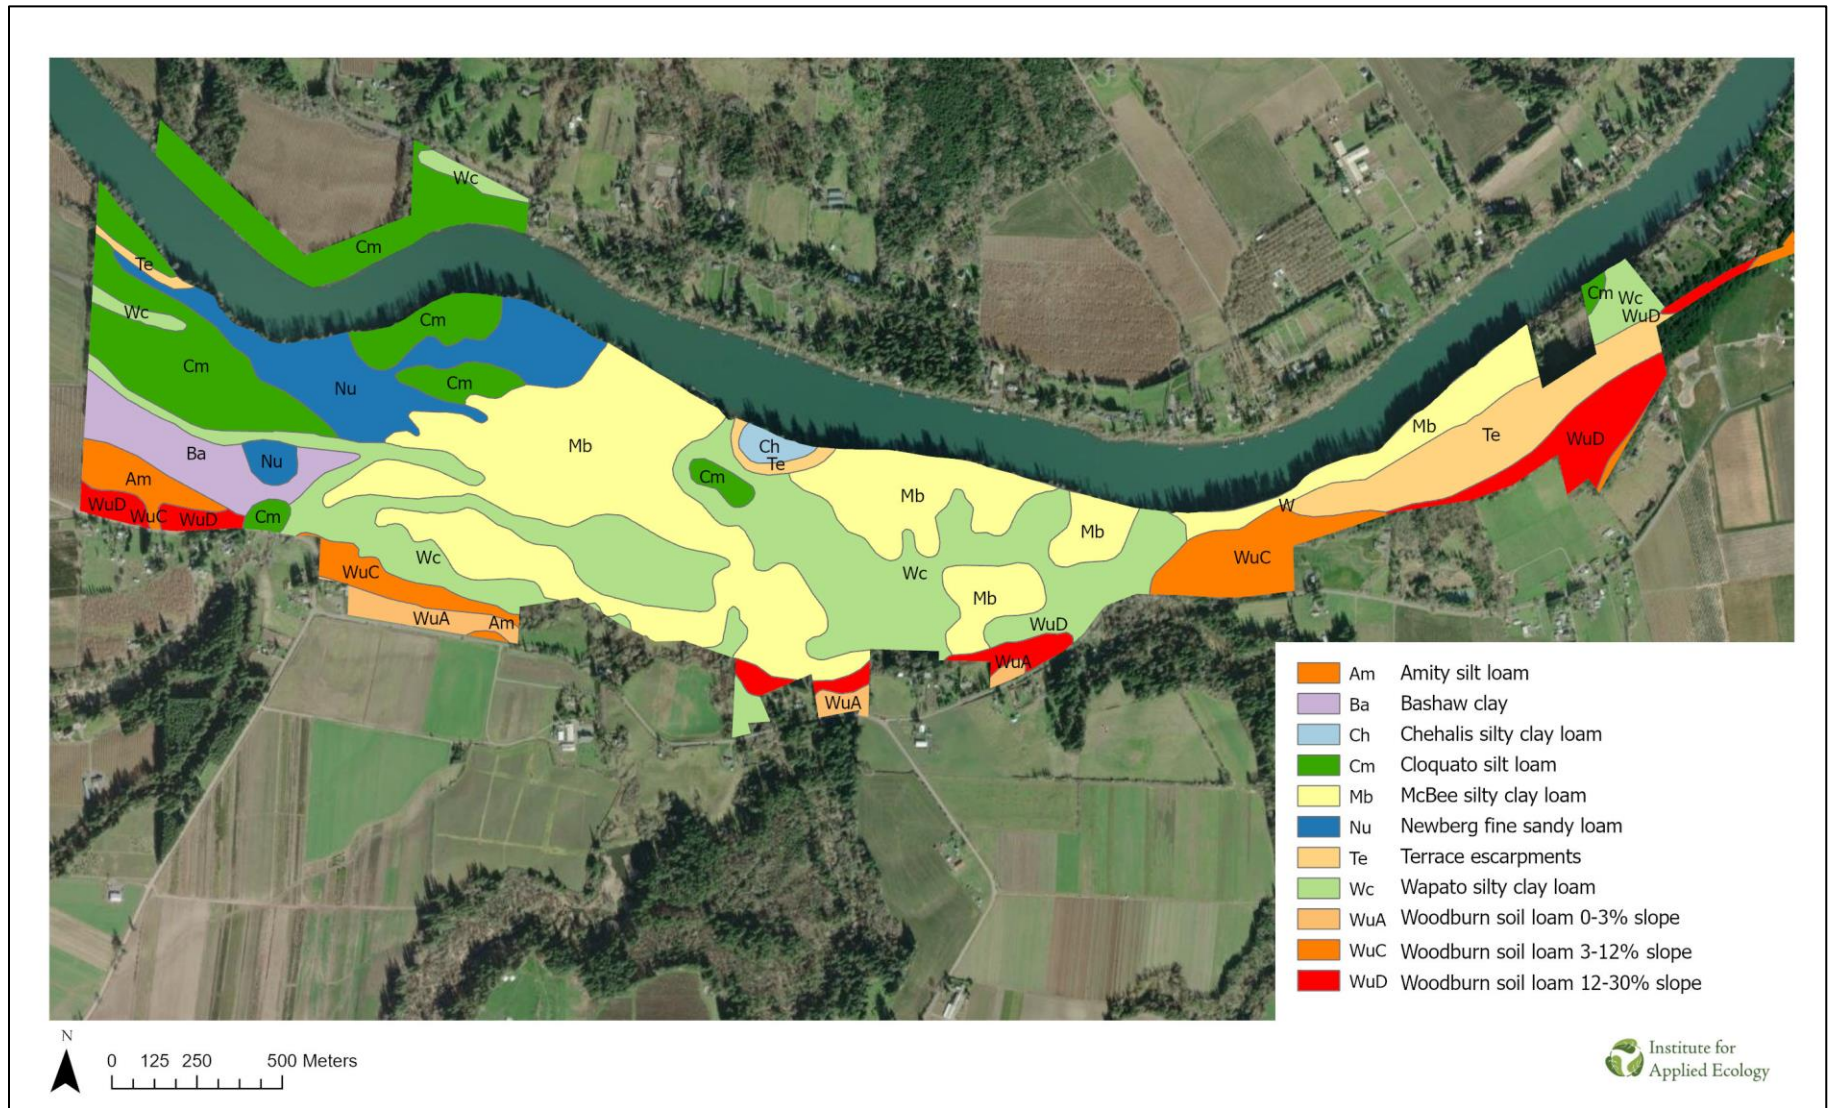 Wc
Cm
Te
Wc
Cm
Cm
Nu
Cm
Mb
Ba
Nu
Am
WuD
WuC
WuD
Cm
Ch
Te
Cm
Mb
Mb
Wc
WuC
WuA
Am
Wc
Mb
WuD
WuA
WuA
W
WuC
Mb
Te
WuD
Cm
Wc
WuD
Am Amity silt loam
Ba Bashaw clay
Ch Chehalis silty clay loam
Cm Cloquato silt loam
Mb McBee silty clay loam
Nu Newberg fine sandy loam
Te Terrace escarpments
Wc Wapato silty clay loam
WuA Woodburn soil loam 0-3% slope
WuC Woodburn soil loam 3-12% slope
WuD Woodburn soil loam 12-30% slope
N
0 125 250 500 Meters
Institute for
Applied Ecology